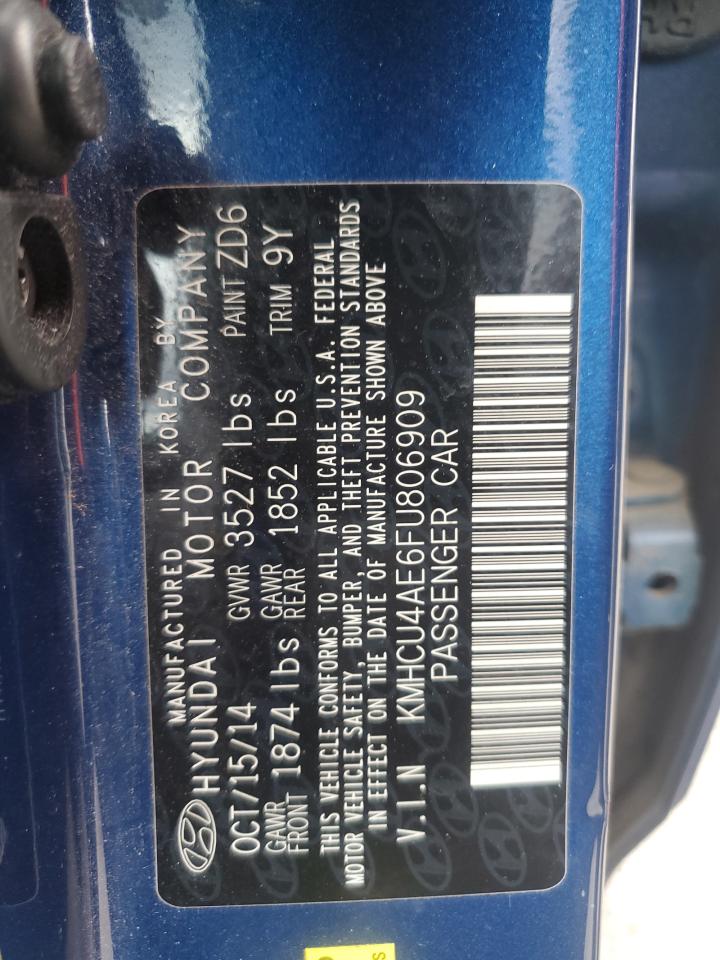 MANUFACTURED IN KOREA BY
HYUNDAI MOTOR COMPANY
OCT/15/14 GVWR 3527 lbs PAINT ZD6
GAWR FRONT 1874 lbs GAWR REAR 1852 lbs TRIM 9Y
THIS VEHICLE CONFORMS TO ALL APPLICABLE U.S.A. FEDERAL
MOTOR VEHICLE SAFETY, BUMPER, AND THEFT PREVENTION STANDARDS
IN EFFECT ON THE DATE OF MANUFACTURE SHOWN ABOVE
V.I.N KMHCU4AE6FU806909
PASSENGER CAR